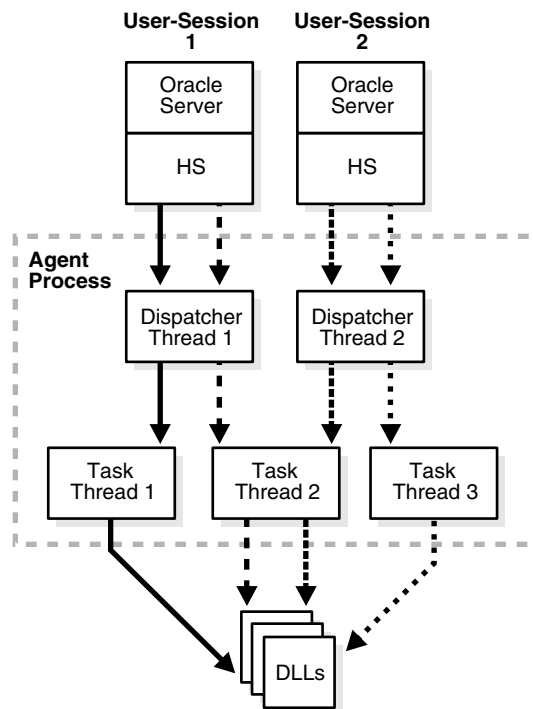 User-Session
1
User-Session
2
Oracle
Server
HS
Oracle
Server
HS
Agent
Process
Dispatcher
Thread 1
Dispatcher
Thread 2
Task
Thread 1
Task
Thread 2
Task
Thread 3
DLLs